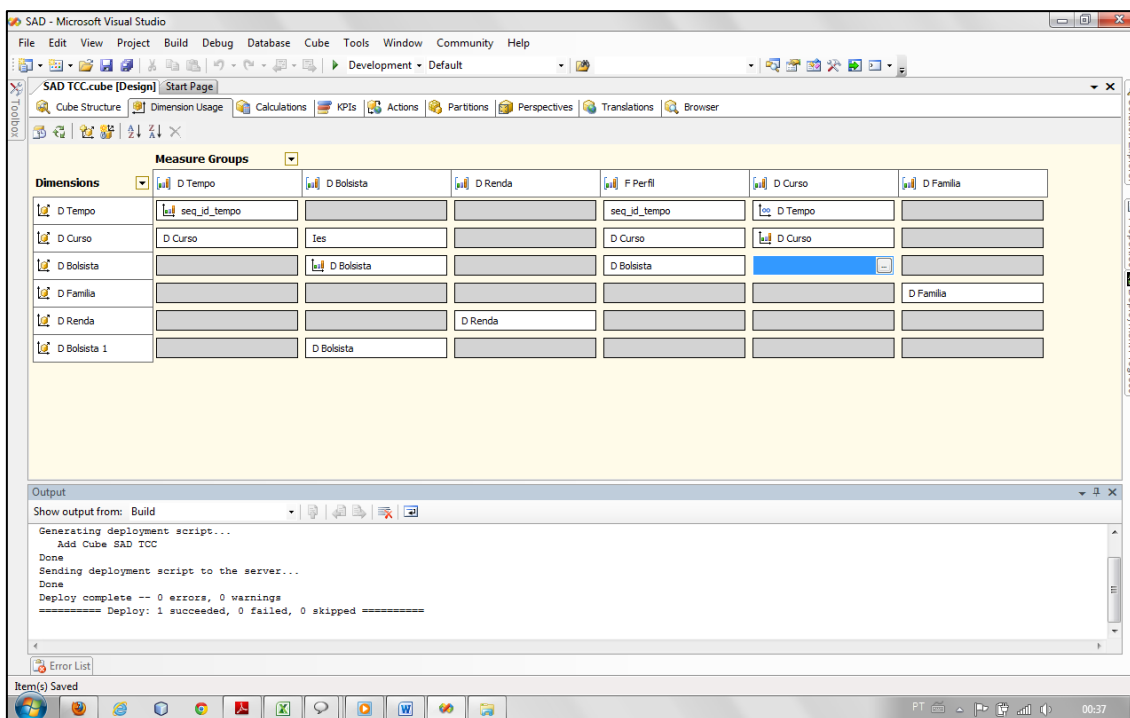 SAD - Microsoft Visual Studio
File Edit View Project Build Debug Database Cube Tools Window Community Help
Development Default
SAD TCC.cube [Design] Start Page
Cube Structure Dimension Usage Calculations KPIs Actions Partitions Perspectives Translations Browser
Toolbox
Measure Groups
Dimensions D Tempo D Bolsista D Renda F Perfil D Curso D Familia
D Tempo seq_id_tempo seq_id_tempo D Tempo
D Curso D Curso Ies D Curso D Curso
D Bolsista D Bolsista D Bolsista ...
D Familia D Familia
D Renda D Renda
D Bolsista 1 D Bolsista
Output
Show output from: Build
Generating deployment script...
Add Cube SAD TCC
Done
Sending deployment script to the server...
Done
Deploy complete -- 0 errors, 0 warnings
========== Deploy: 1 succeeded, 0 failed, 0 skipped ==========
Error List
Item(s) Saved
PT 00:37